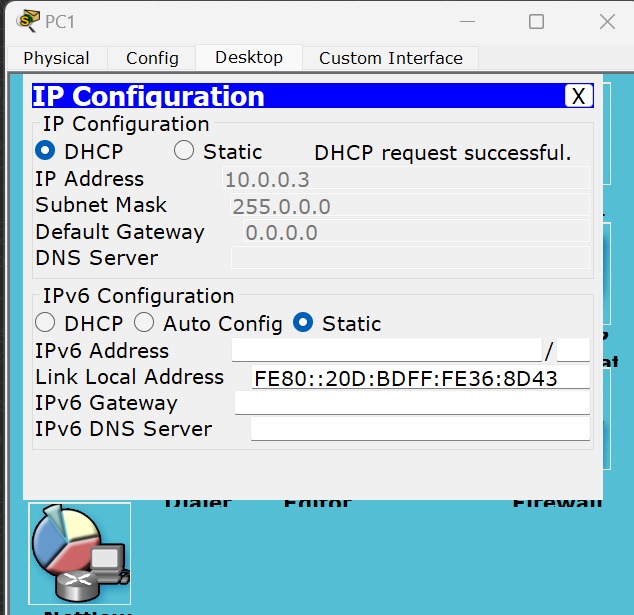 PC1
Physical Config Desktop Custom Interface
IP Configuration X
IP Configuration
DHCP Static DHCP request successful.
IP Address 10.0.0.3
Subnet Mask 255.0.0.0
Default Gateway 0.0.0.0
DNS Server
IPv6 Configuration
DHCP Auto Config Static
IPv6 Address /
Link Local Address FE80::20D:BDFF:FE36:8D43
IPv6 Gateway
IPv6 DNS Server
Dialer Editor Firewall